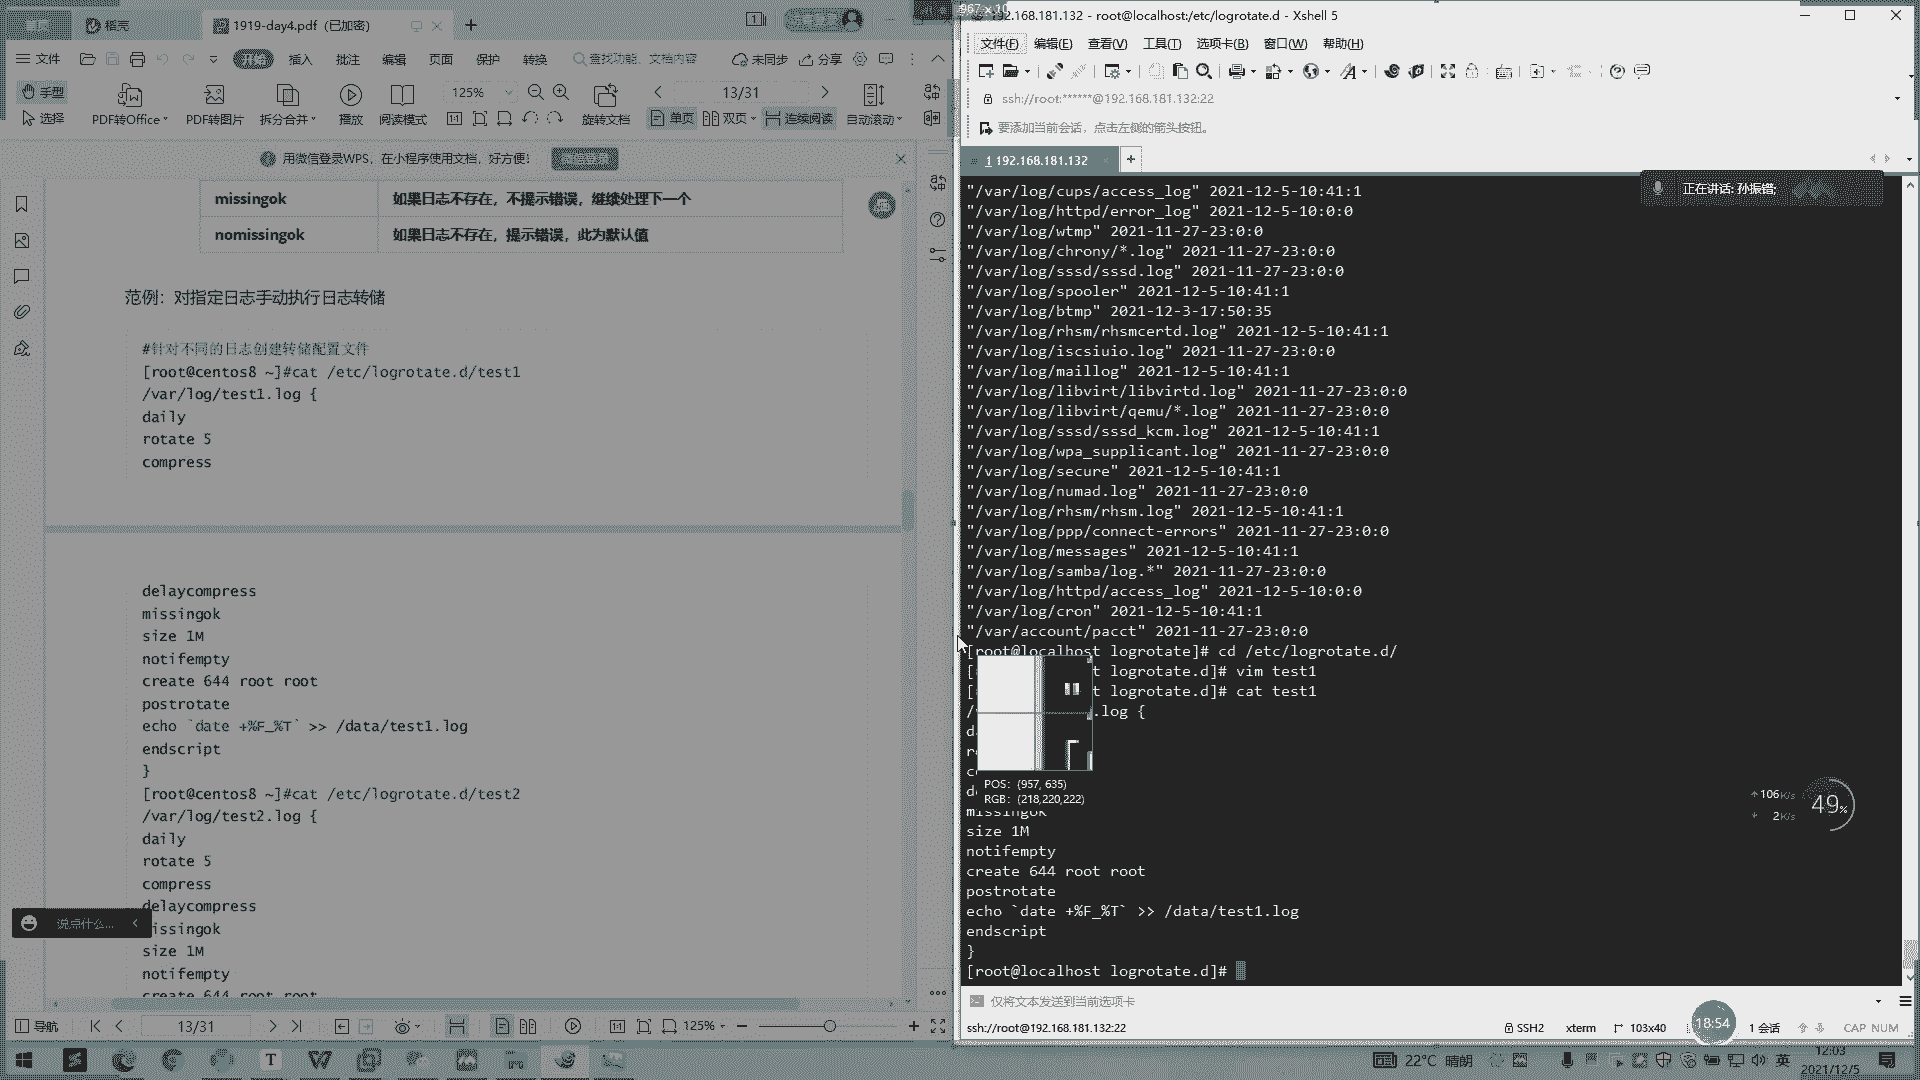 稻壳
1919-day4.pdf (已加密)
文件
开始
插入
批注
编辑
页面
保护
转换
查找功能、文档内容
未同步
分享
手型
选择
PDF转Office
PDF转图片
拆分合并
播放
阅读模式
125%
旋转文档
13/31
单页
双页
连续阅读
自动滚动
用微信登录WPS，在小程序使用文档，好方便！
missingok 如果日志不存在，不提示错误，继续处理下一个
nomissingok 如果日志不存在，提示错误，此为默认值
范例：对指定日志手动执行日志转储
#针对不同的日志创建转储配置文件
[root@centos8 ~]#cat /etc/logrotate.d/test1
/var/log/test1.log {
daily
rotate 5
compress
delaycompress
missingok
size 1M
notifempty
create 644 root root
postrotate
echo `date +%F_%T` >> /data/test1.log
endscript
}
[root@centos8 ~]#cat /etc/logrotate.d/test2
/var/log/test2.log {
daily
rotate 5
compress
delaycompress
missingok
size 1M
notifempty
create 644 root root
说点什么...
导航
13/31
125%
192.168.181.132 - root@localhost:/etc/logrotate.d - Xshell 5
文件(F) 编辑(E) 查看(V) 工具(T) 选项卡(B) 窗口(W) 帮助(H)
ssh://root:******@192.168.181.132:22
要添加当前会话，点击左侧的箭头按钮。
1 192.168.181.132
正在讲话: 孙振锴;
"/var/log/cups/access_log" 2021-12-5-10:41:1
"/var/log/httpd/error_log" 2021-12-5-10:0:0
"/var/log/wtmp" 2021-11-27-23:0:0
"/var/log/chrony/*.log" 2021-11-27-23:0:0
"/var/log/sssd/sssd.log" 2021-11-27-23:0:0
"/var/log/spooler" 2021-12-5-10:41:1
"/var/log/btmp" 2021-12-3-17:50:35
"/var/log/rhsm/rhsmcertd.log" 2021-12-5-10:41:1
"/var/log/iscsiuio.log" 2021-11-27-23:0:0
"/var/log/maillog" 2021-12-5-10:41:1
"/var/log/libvirt/libvirtd.log" 2021-11-27-23:0:0
"/var/log/libvirt/qemu/*.log" 2021-11-27-23:0:0
"/var/log/sssd/sssd_kcm.log" 2021-12-5-10:41:1
"/var/log/wpa_supplicant.log" 2021-11-27-23:0:0
"/var/log/secure" 2021-12-5-10:41:1
"/var/log/numad.log" 2021-11-27-23:0:0
"/var/log/rhsm/rhsm.log" 2021-12-5-10:41:1
"/var/log/ppp/connect-errors" 2021-11-27-23:0:0
"/var/log/messages" 2021-12-5-10:41:1
"/var/log/samba/log.*" 2021-11-27-23:0:0
"/var/log/httpd/access_log" 2021-12-5-10:0:0
"/var/log/cron" 2021-12-5-10:41:1
"/var/account/pacct" 2021-11-27-23:0:0
[root@localhost logrotate]# cd /etc/logrotate.d/
[ t logrotate.d]# vim test1
[ t logrotate.d]# cat test1
/ .log {
POS: (957, 635)
RGB: (218,220,222)
missingok
size 1M
notifempty
create 644 root root
postrotate
echo `date +%F_%T` >> /data/test1.log
endscript
}
[root@localhost logrotate.d]#
106K/s
2K/s
49%
仅将文本发送到当前选项卡
ssh://root@192.168.181.132:22
SSH2
xterm
103x40
18:54
1 会话
CAP NUM
22°C 晴朗
英
12:03
2021/12/5